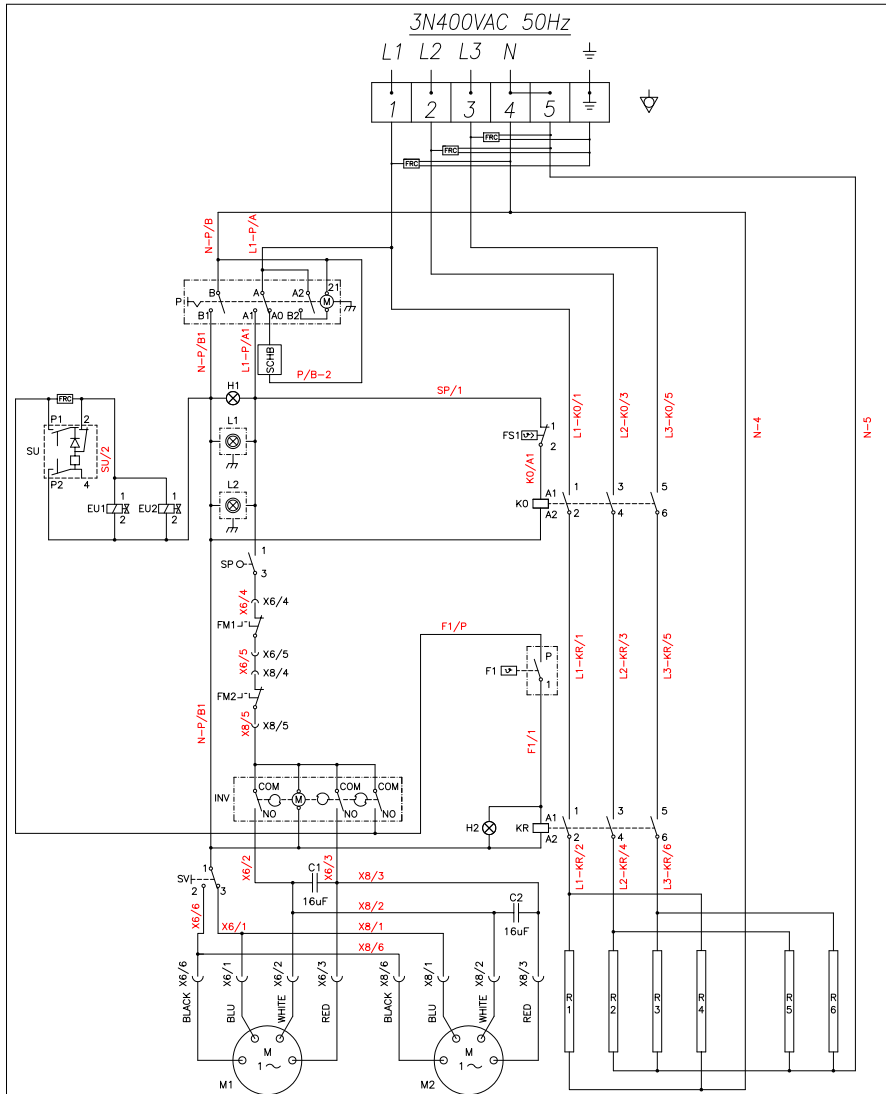 3N400VAC 50Hz
L1 L2 L3 N
1 2 3 4 5
FRC
FRC
FRC
N-P/B
L1-P/A
B A A2 21
P M
B1 A1 A0 B2
N-P/B1
L1-P/A1
SCHB
P/B-2
H1
SP/1
L1
L2
FRC
P1 2
SU
SU/2
P2 4
EU1 1 2
EU2 1 2
FS1 1 2
K0/A1
L1-K0/1
L2-K0/3
L3-K0/5
N-4
N-5
K0 A1 A2
1 3 5
2 4 6
SP 1 3
X6/4 X6/4
FM1
X6/5 X6/5
X8/4
FM2
X8/5 X8/5
N-P/B1
F1/P
F1 P 1
F1/1
L1-KR/1
L2-KR/3
L3-KR/5
INV COM M COM COM
NO NO NO
H2
KR A1 A2
1 3 5
2 4 6
L1-KR/2
L2-KR/4
L3-KR/6
X6/2
C1
16uF
X6/3
X8/3
SV 1 2 3
X8/2
C2
16uF
X6/6
X6/1
X8/1
X8/6
X6/6 X6/1 X6/2 X6/3
BLACK BLU WHITE RED
X8/6 X8/1 X8/2 X8/3
BLACK BLU WHITE RED
R1 R2 R3 R4 R5 R6
M
1~
M1
M
1~
M2